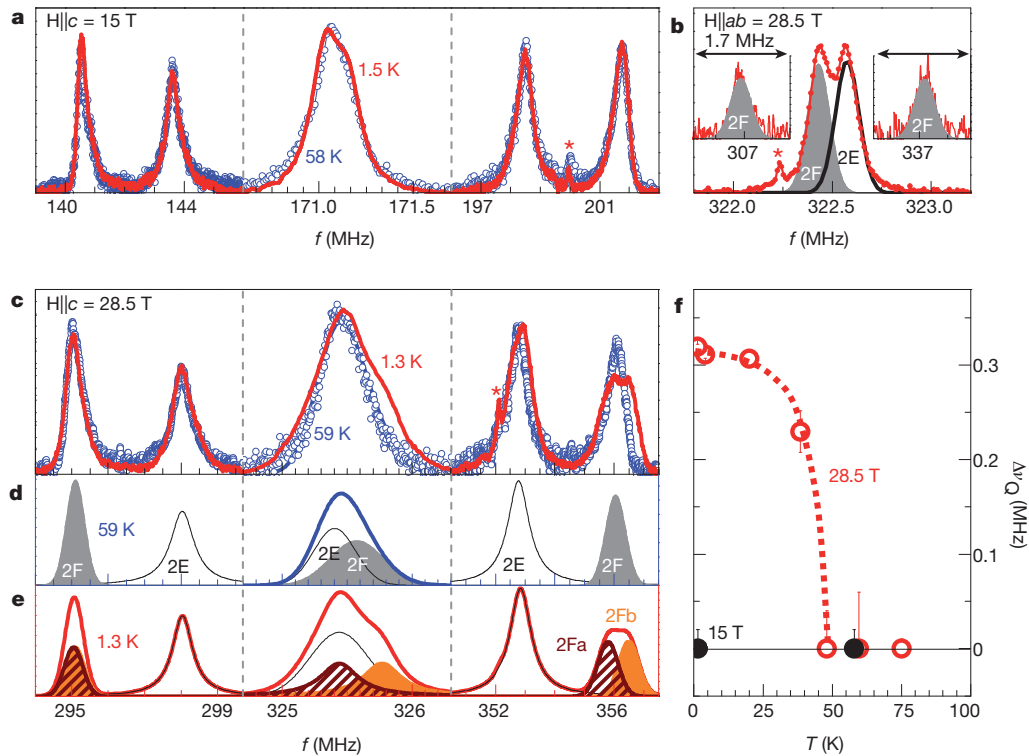 a
H||c = 15 T
1.5 K
58 K
*
140
144
171.0
171.5
197
201
f (MHz)
b
H||ab = 28.5 T
1.7 MHz
2F
307
2F
337
*
2F
2E
322.0
322.5
323.0
f (MHz)
c
H||c = 28.5 T
1.3 K
59 K
*
d
59 K
2F
2E
2E
2F
2E
2F
e
1.3 K
2Fa
2Fb
295
299
325
326
352
356
f (MHz)
f
28.5 T
15 T
0.3
0.2
0.1
0
ΔνQ (MHz)
0
25
50
75
100
T (K)